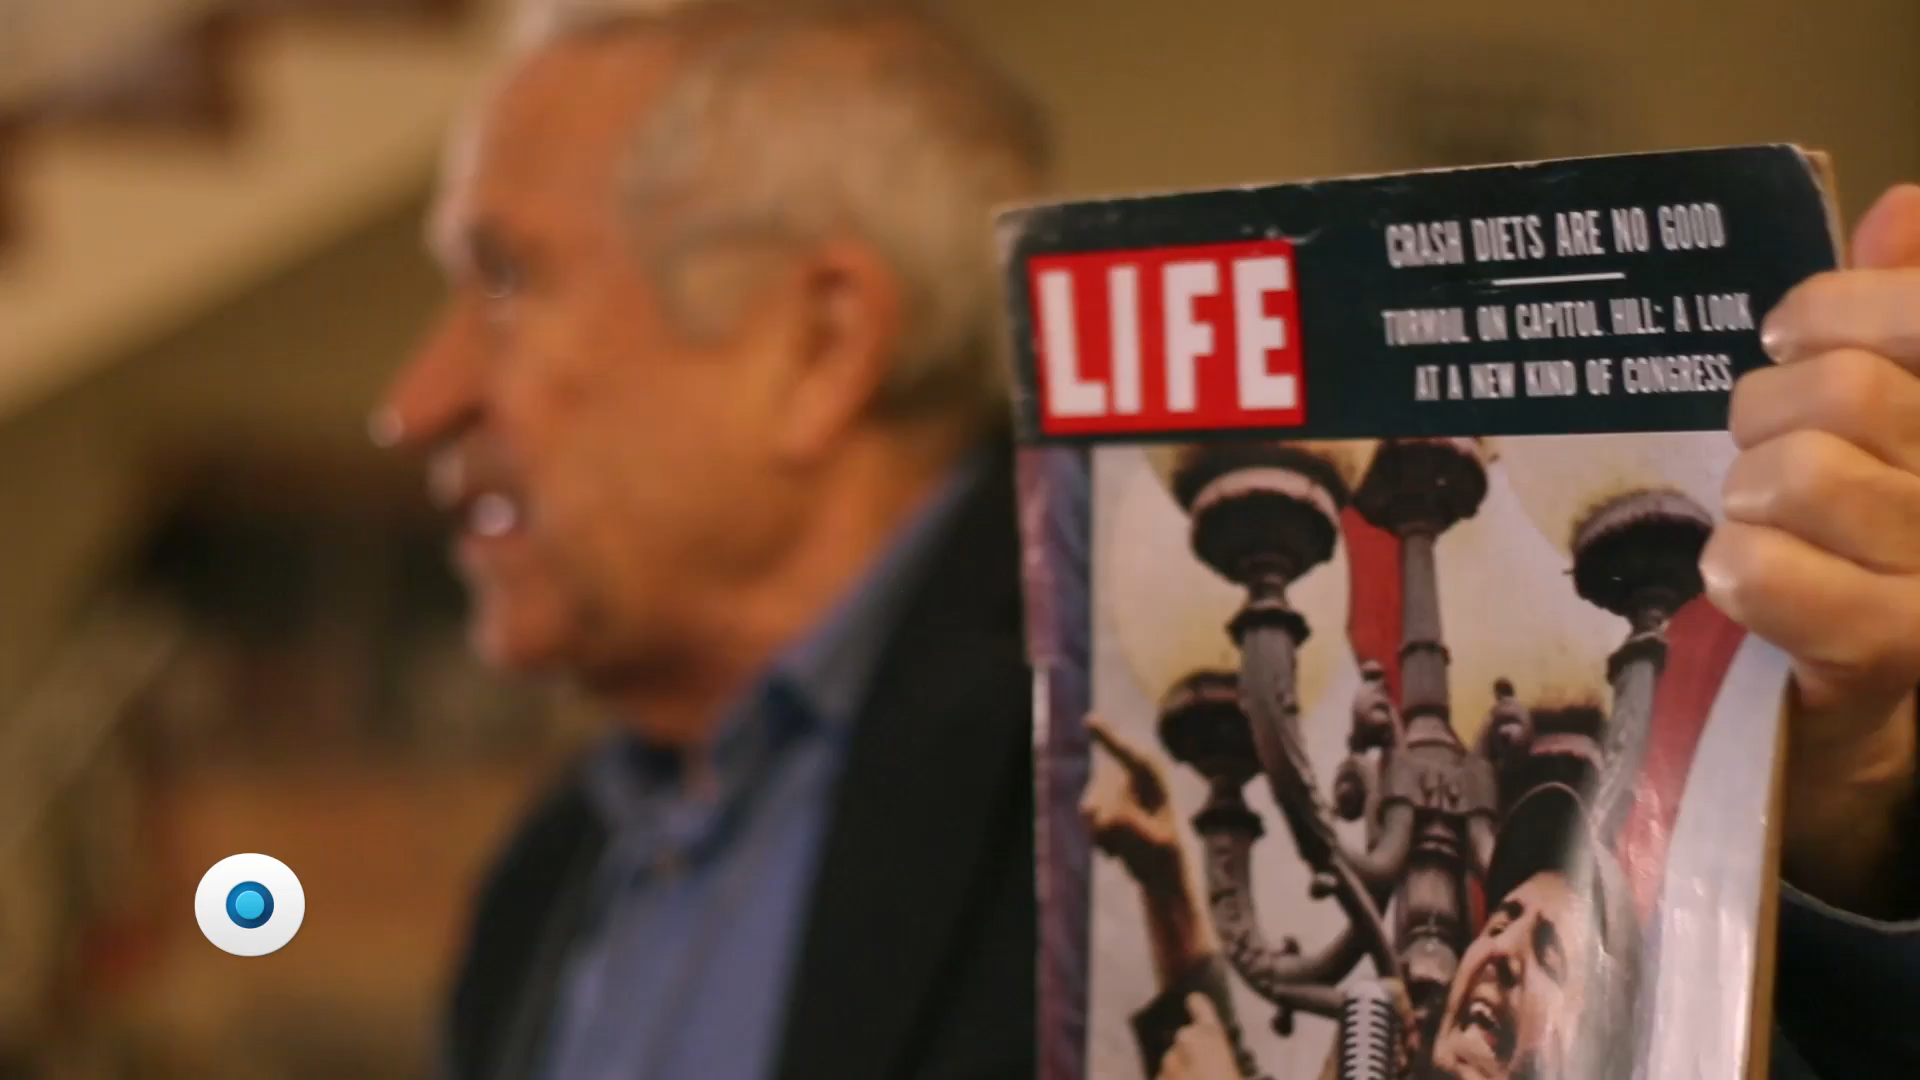 LIFE
CRASH DIETS ARE NO GOOD
TURMOIL ON CAPITOL HILL: A LOOK
AT A NEW KIND OF CONGRESS